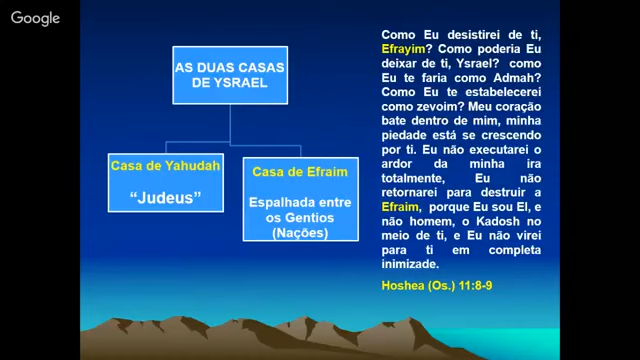 Google
AS DUAS CASAS
DE YSRAEL
Casa de Yahudah
“Judeus”
Casa de Efraim
Espalhada entre
os Gentios
(Nações)
Como Eu desistirei de ti,
Efrayim? Como poderia Eu
deixar de ti, Ysrael? como
Eu te faria como Admah?
Como Eu te estabelecerei
como zevoim? Meu coração
bate dentro de mim, minha
piedade está se crescendo
por ti. Eu não executarei o
ardor da minha ira
totalmente, Eu não
retornarei para destruir a
Efraim, porque Eu sou El, e
não homem, o Kadosh no
meio de ti, e Eu não virei
para ti em completa
inimizade.
Hoshea (Os.) 11:8-9